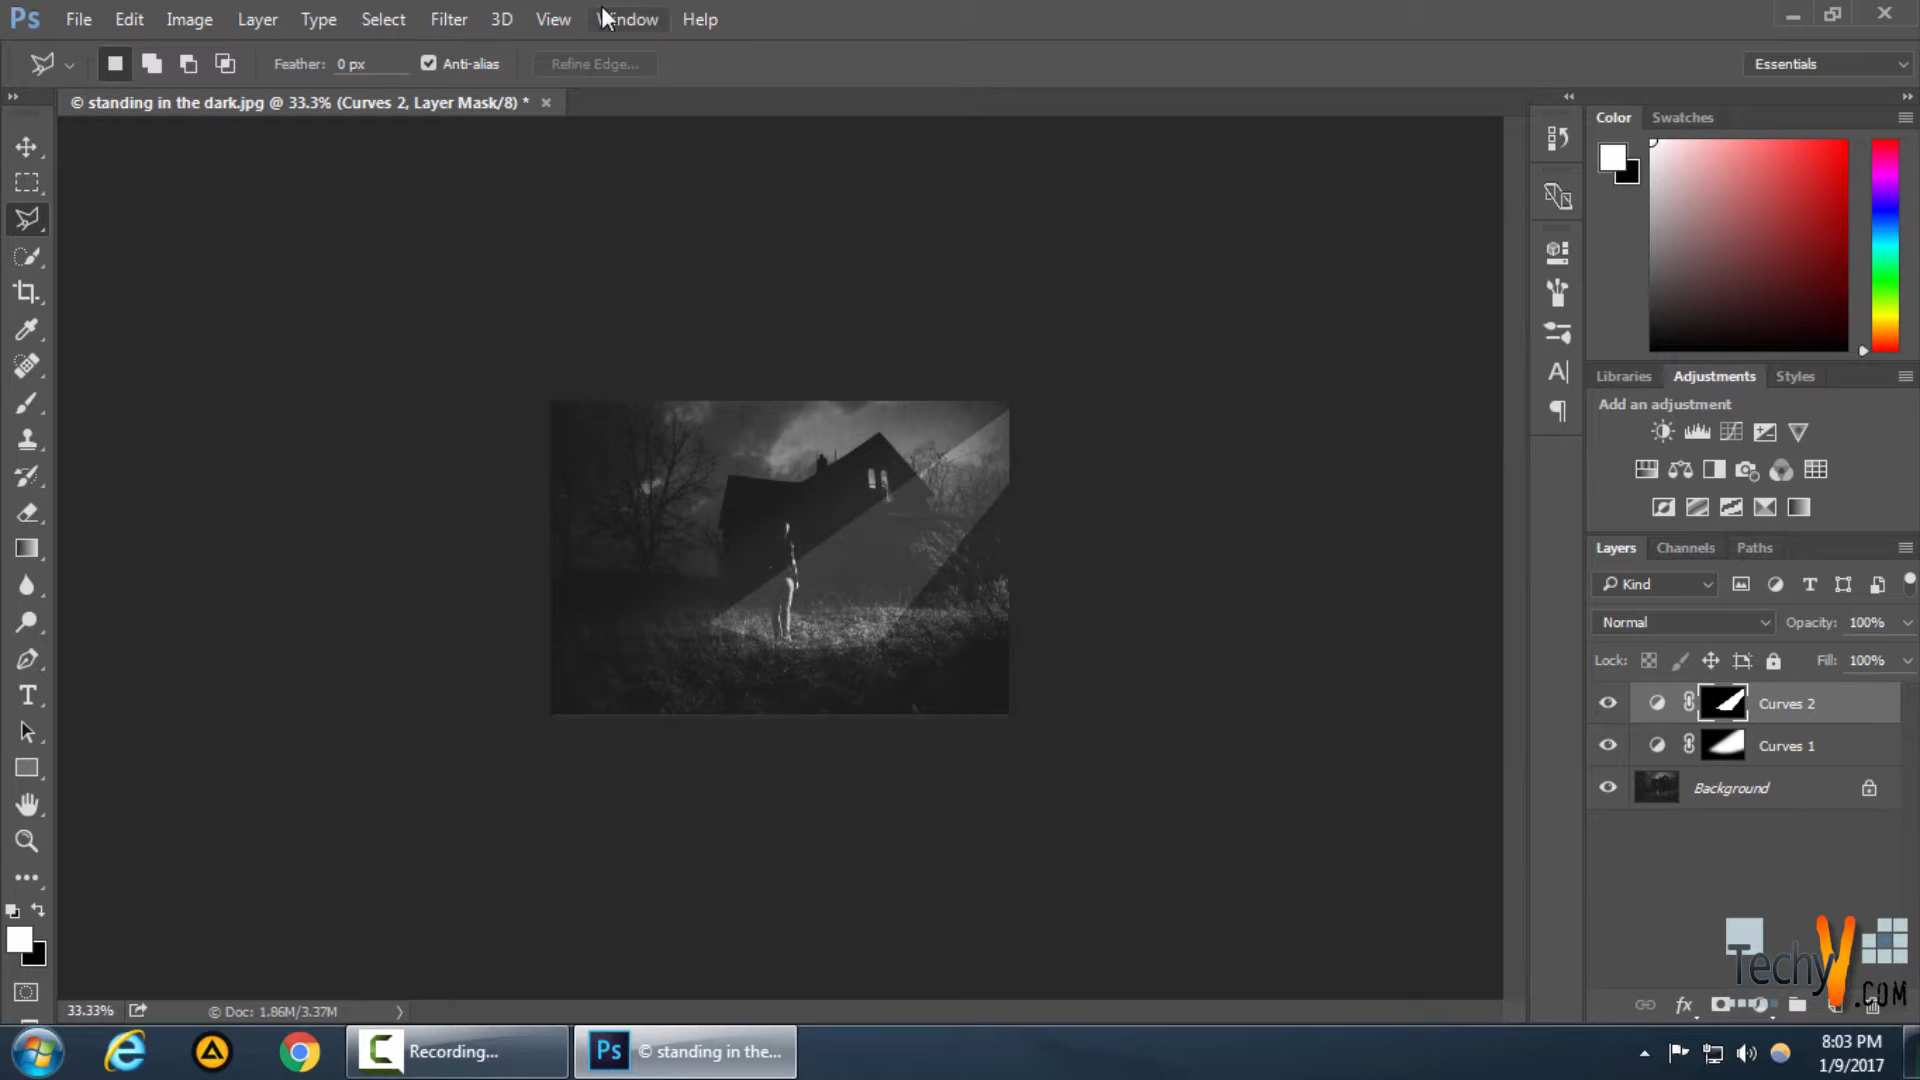 Ps File Edit Image Layer Type Select Filter 3D View Window Help
Feather: 0 px Anti-alias Refine Edge... Essentials
© standing in the dark.jpg @ 33.3% (Curves 2, Layer Mask/8) *
Color Swatches
Libraries Adjustments Styles
Add an adjustment
Layers Channels Paths
Kind
Normal Opacity: 100%
Lock: Fill: 100%
Curves 2
Curves 1
Background
TechyV.COM
fx
33.33% © Doc: 1.86M/3.37M
Recording...
Ps © standing in the...
8:03 PM
1/9/2017